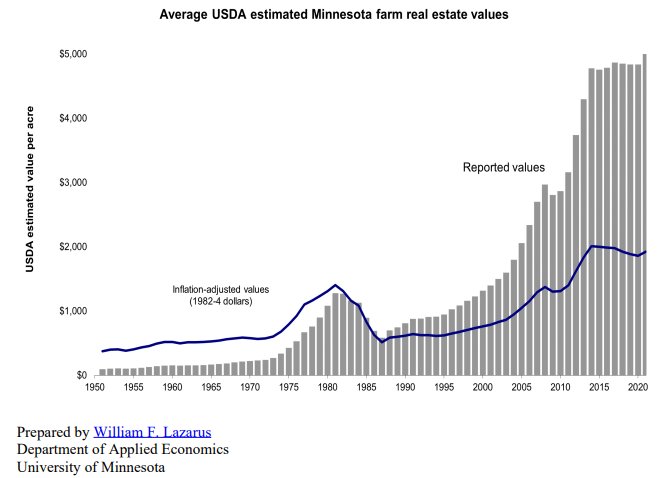 Average USDA estimated Minnesota farm real estate values
USDA estimated value per acre
$5,000
$4,000
$3,000
$2,000
$1,000
$0
Reported values
Inflation-adjusted values
(1982-4 dollars)
1950 1955 1960 1965 1970 1975 1980 1985 1990 1995 2000 2005 2010 2015 2020
Prepared by William F. Lazarus
Department of Applied Economics
University of Minnesota